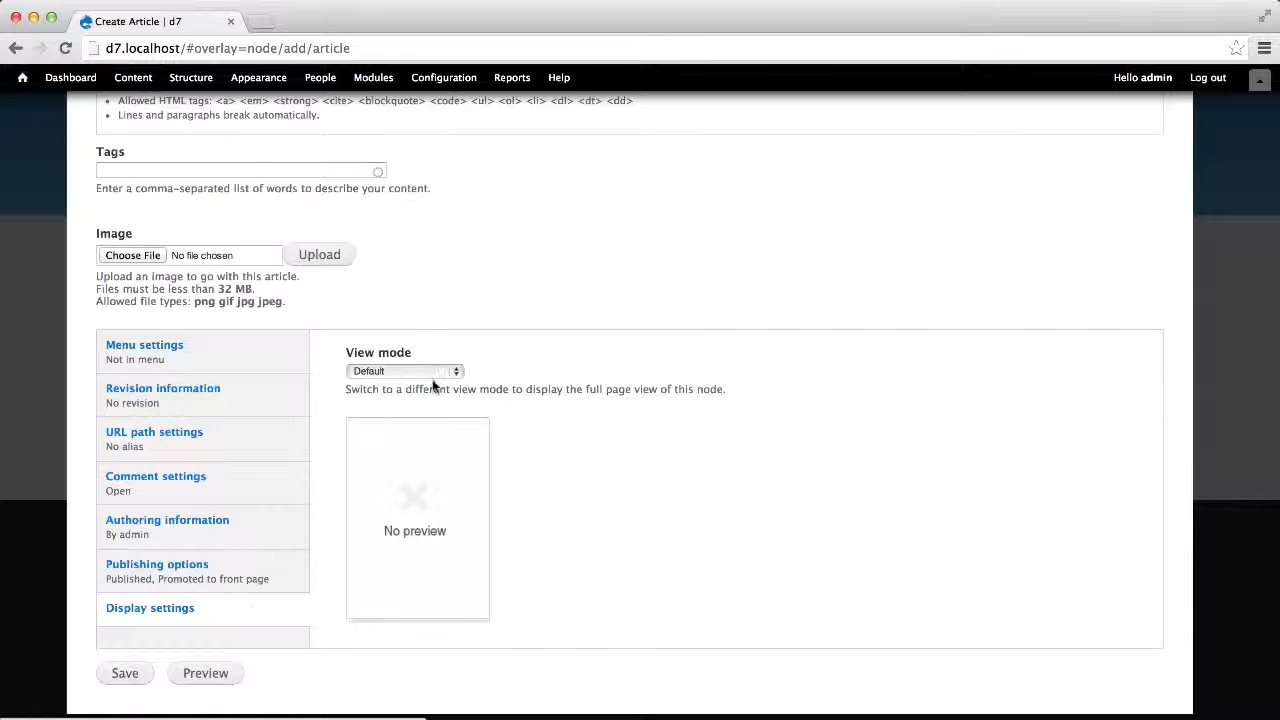 Create Article | d7
d7.localhost/#overlay=node/add/article
Dashboard Content Structure Appearance People Modules Configuration Reports Help Hello admin Log out
Allowed HTML tags: <a> <em> <strong> <cite> <blockquote> <code> <ul> <ol> <li> <dl> <dt> <dd>
Lines and paragraphs break automatically.
Tags
Enter a comma-separated list of words to describe your content.
Image
Choose File No file chosen Upload
Upload an image to go with this article.
Files must be less than 32 MB.
Allowed file types: png gif jpg jpeg.
Menu settings
Not in menu
Revision information
No revision
URL path settings
No alias
Comment settings
Open
Authoring information
By admin
Publishing options
Published, Promoted to front page
Display settings
View mode
Default
Switch to a different view mode to display the full page view of this node.
No preview
Save Preview